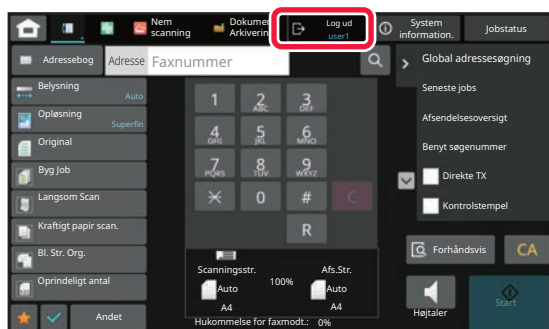 Nem
scanning
Dokument
Arkivering
Log ud
user1
System
information.
Jobstatus
Adressebog
Adresse
Faxnummer
Global adressesøgning
Belysning
Auto
Opløsning
Superfin
Original
Byg Job
Langsom Scan
Kraftigt papir scan.
Bl. Str. Org.
Oprindeligt antal
Andet
1
2
ABC
3
DEF
4
GHI
5
JKL
6
MNO
7
PQRS
8
TUV
9
WXYZ
0
#
C
R
Seneste jobs
Afsendelsesoversigt
Benyt søgenummer
Direkte TX
Kontrolstempel
Forhåndsvis
CA
Scanningsstr.
100%
Afs.Str.
Auto
Auto
A4
A4
Hukommelse for faxmodt.: 0%
Højtaler
Start